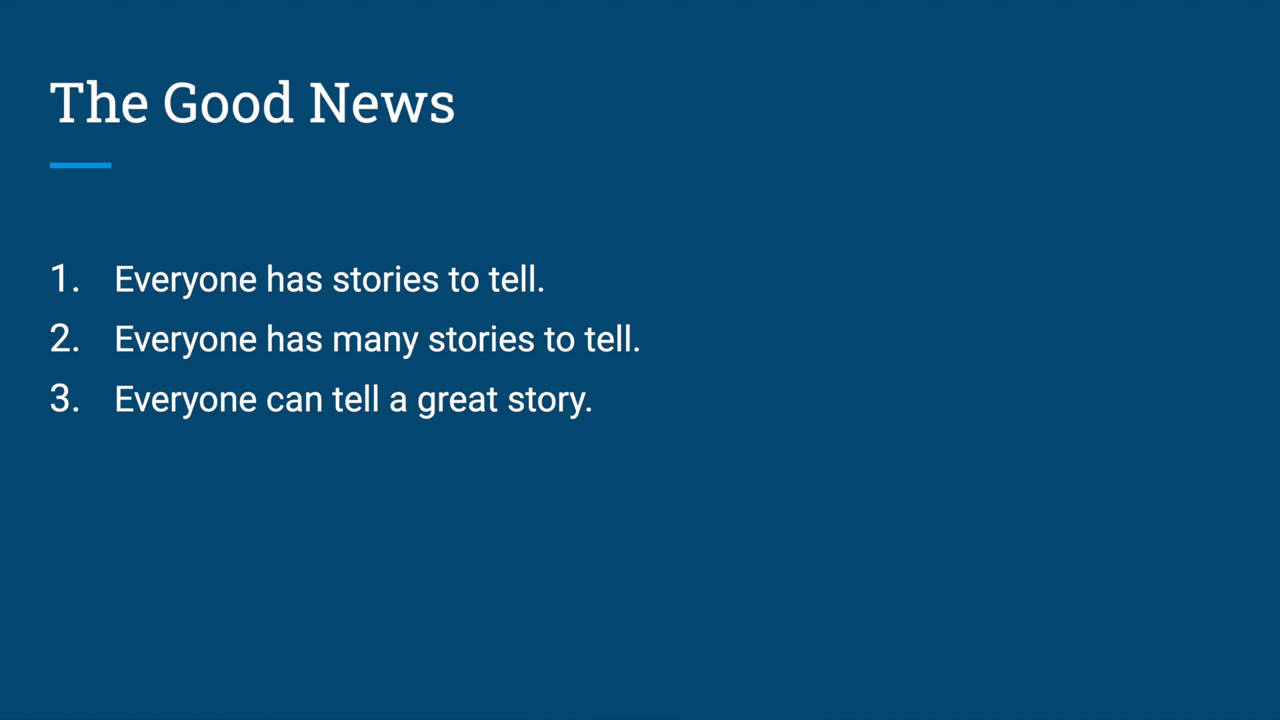 The Good News
1. Everyone has stories to tell.
2. Everyone has many stories to tell.
3. Everyone can tell a great story.